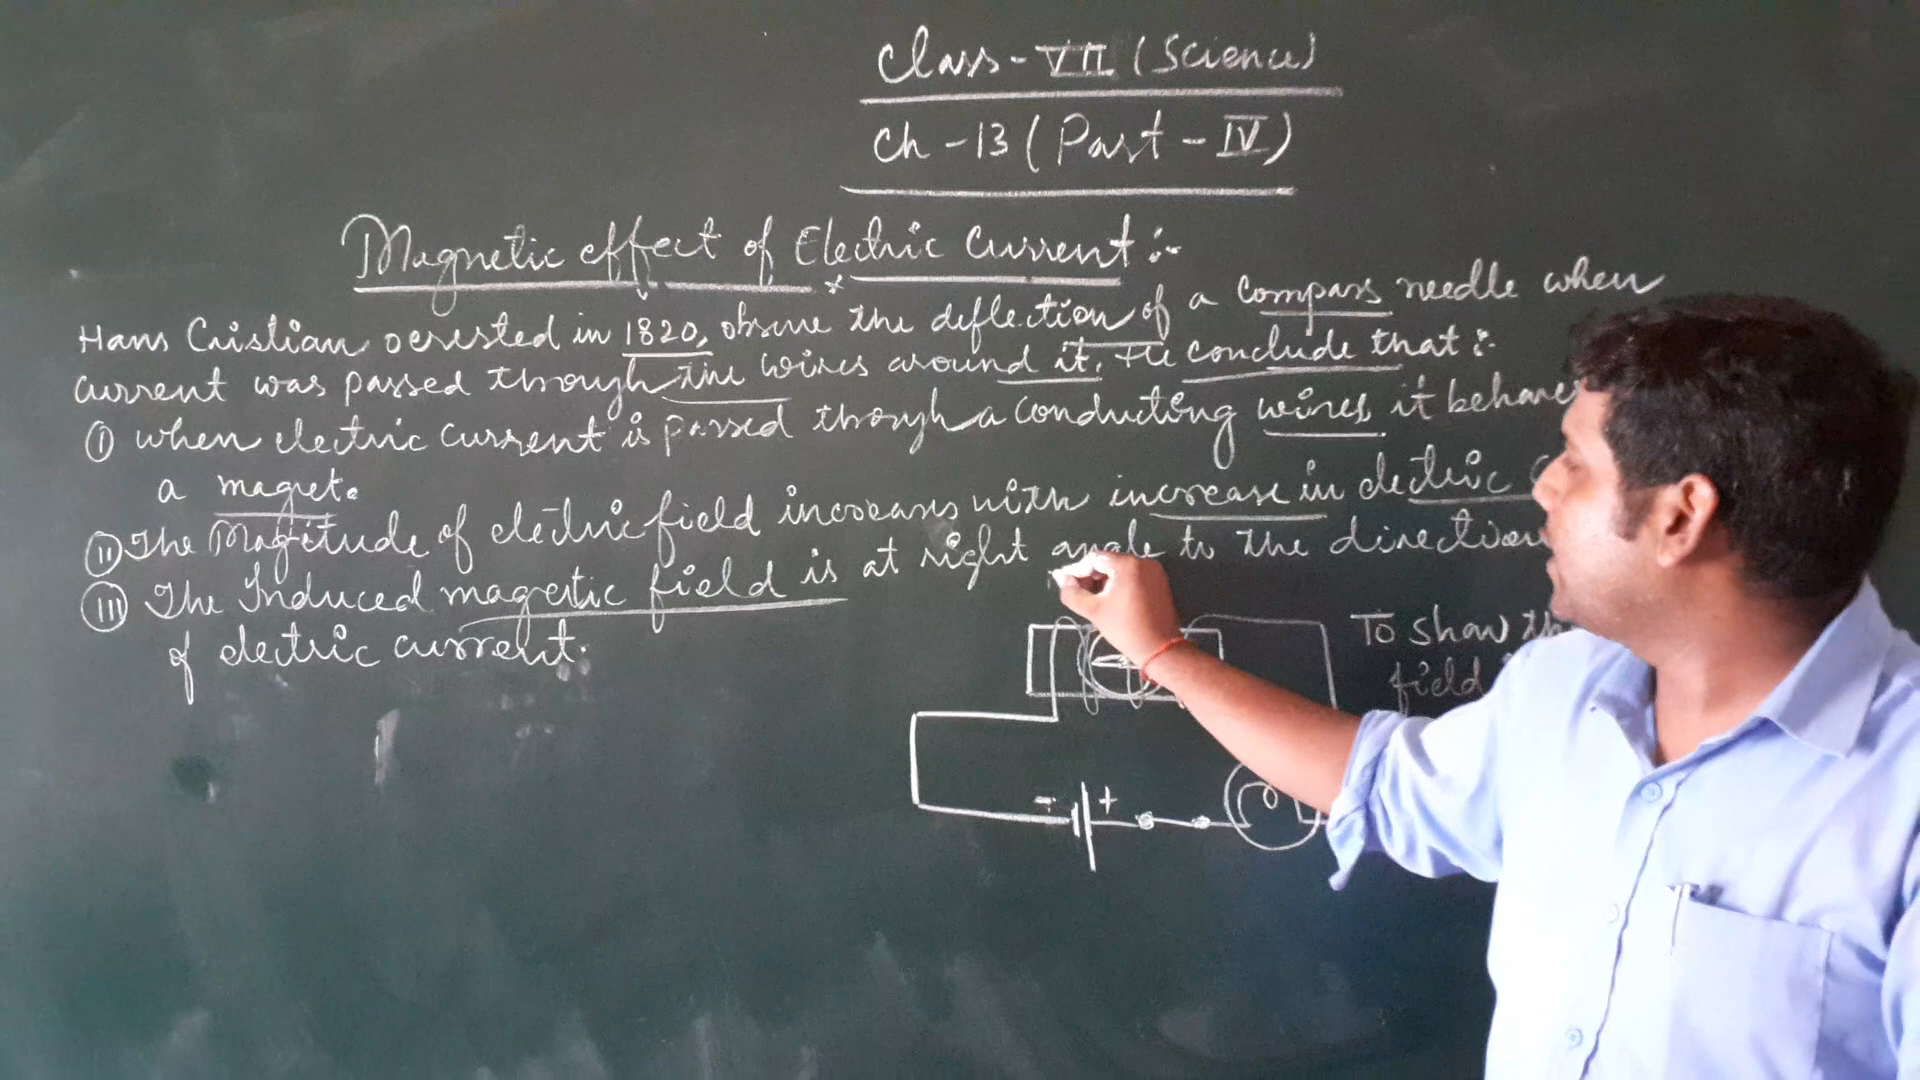 Class-VII (Science)
Ch-13 (Part-IV)
Magnetic effect of Electric Current:-
Hans Cristian oersted in 1820, observe the deflection of a compass needle when
current was passed through the wires around it. He conclude that:-
(i) when electric current is passed through a conducting wires, it behaves
a magnet.
(ii) The Magnitude of electric field increases with increase in electric
(iii) The Induced magnetic field is at right angle to the direction
of electric current.
To show the
field
- +